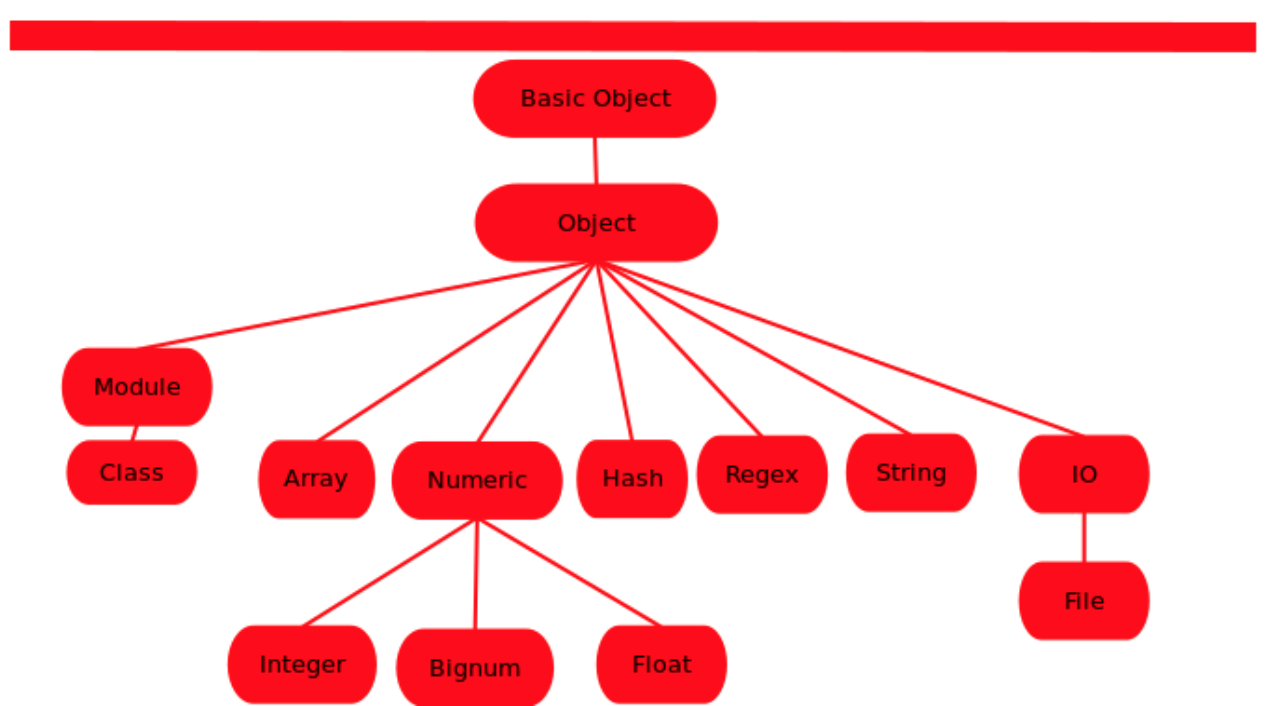 Basic Object
Object
Module
Class
Array
Numeric
Hash
Regex
String
IO
File
Integer
Bignum
Float